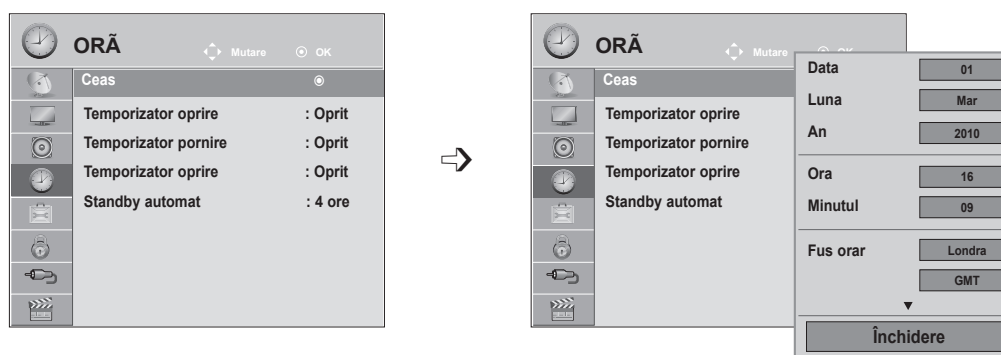 ORÃ
Mutare
OK
Ceas
Temporizator oprire : Oprit
Temporizator pornire : Oprit
Temporizator oprire : Oprit
Standby automat : 4 ore
ORÃ
Mutare
Ceas
Temporizator oprire
Temporizator pornire
Temporizator oprire
Standby automat
Data 01
Luna Mar
An 2010
Ora 16
Minutul 09
Fus orar Londra
GMT
Închidere